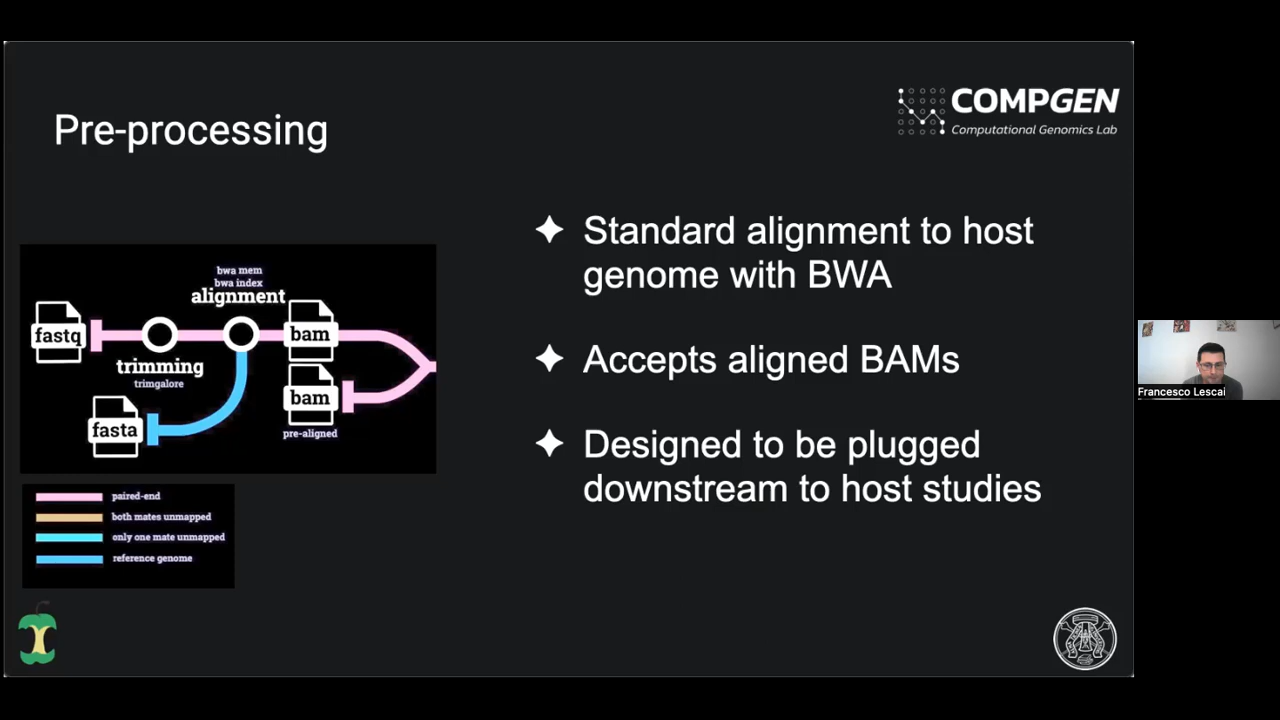 COMPGEN
Computational Genomics Lab
Pre-processing
Standard alignment to host
genome with BWA
Accepts aligned BAMs
Designed to be plugged
downstream to host studies
bwa mem
bwa index
alignment
fastq
bam
trimming
trimgalore
bam
fasta
pre-aligned
paired-end
both mates unmapped
only one mate unmapped
reference genome
Francesco Lescai